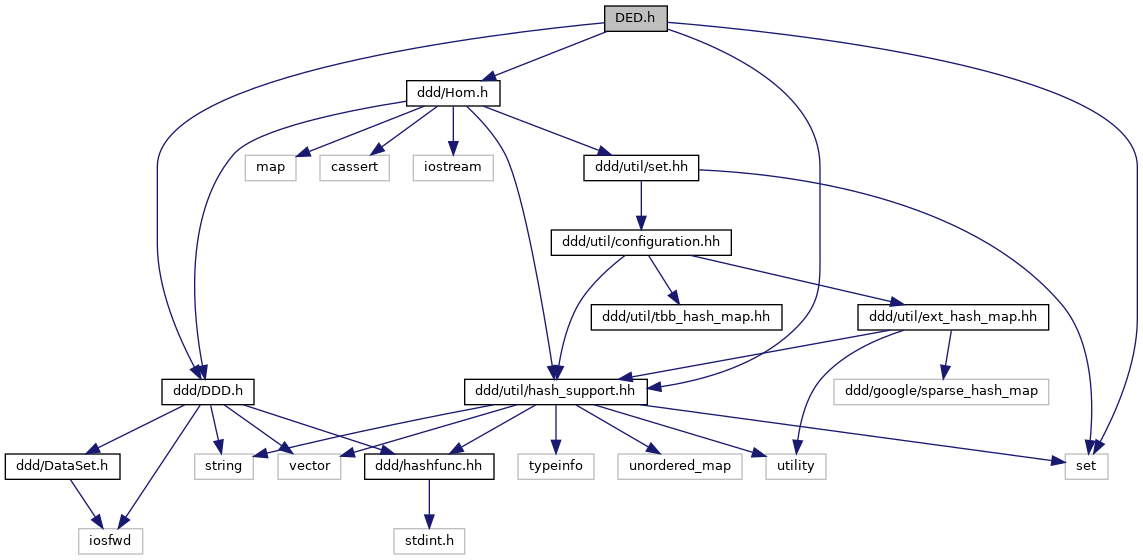 DED.h
ddd/Hom.h
map
cassert
iostream
ddd/util/set.hh
ddd/util/configuration.hh
ddd/util/tbb_hash_map.hh
ddd/util/ext_hash_map.hh
ddd/DDD.h
ddd/util/hash_support.hh
ddd/google/sparse_hash_map
ddd/DataSet.h
string
vector
ddd/hashfunc.hh
typeinfo
unordered_map
utility
set
iosfwd
stdint.h